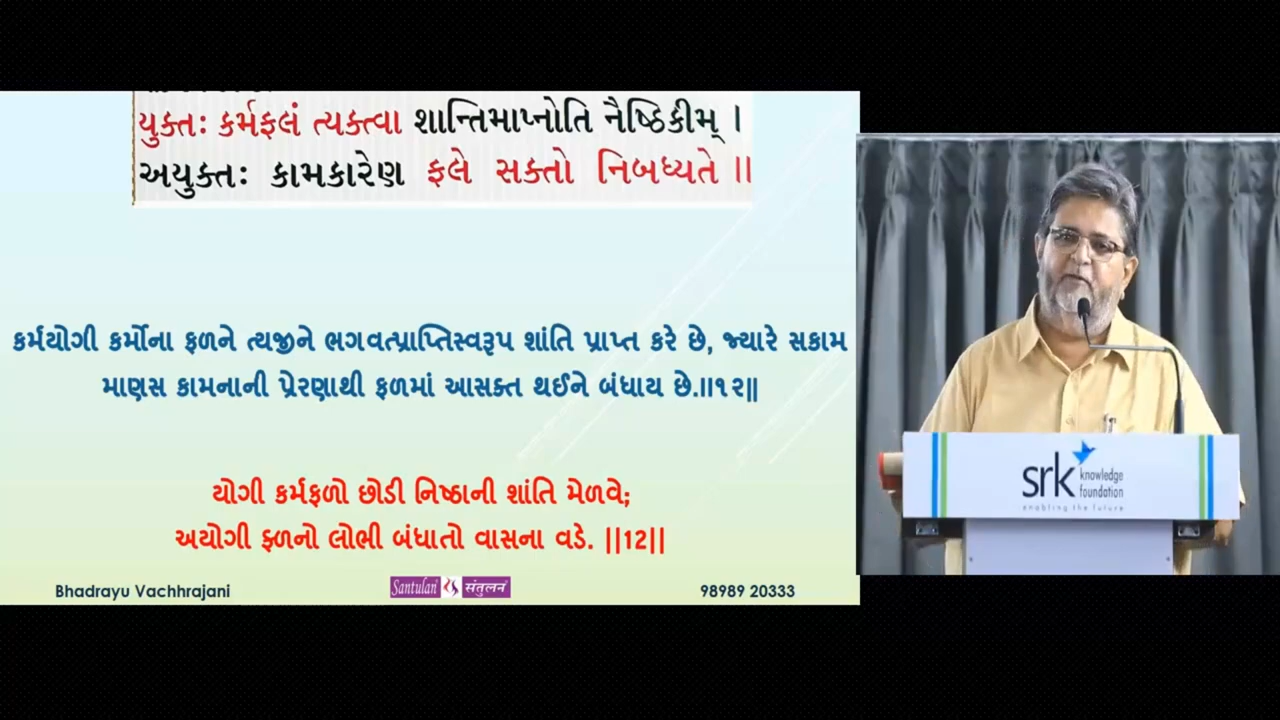 યુક્તઃ કર્મફલં ત્યક્ત્વા શાન્તિમાપ્નોતિ નૈષ્ઠિકીમ્ ।
અયુક્તઃ કામકારેણ ફલે સક્તો નિબધ્યતે ॥
કર્મયોગી કર્મોના ફળને ત્યજીને ભગવત્પ્રાપ્તિસ્વરૂપ શાંતિ પ્રાપ્ત કરે છે, જ્યારે સકામ
માણસ કામનાની પ્રેરણાથી ફળમાં આસક્ત થઈને બંધાય છે.॥૧૨॥
યોગી કર્મફળો છોડી નિષ્ઠાની શાંતિ મેળવે;
અયોગી ફળનો લોભી બંધાતો વાસના વડે. ||12||
Bhadrayu Vachhrajani
Santulan संतुलन
98989 20333
srk knowledge
foundation
enabling the future